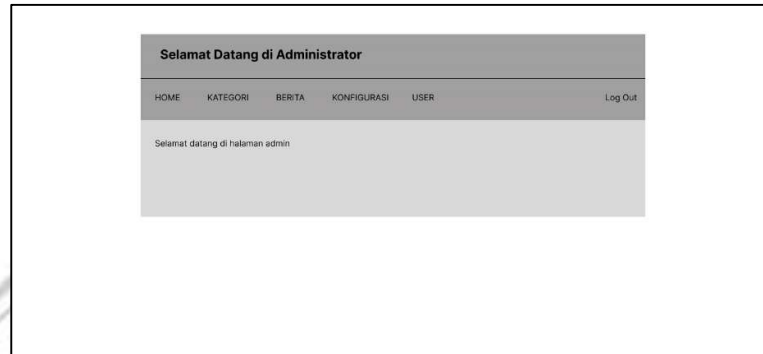 Selamat Datang di Administrator
HOME KATEGORI BERITA KONFIGURASI USER Log Out
Selamat datang di halaman admin